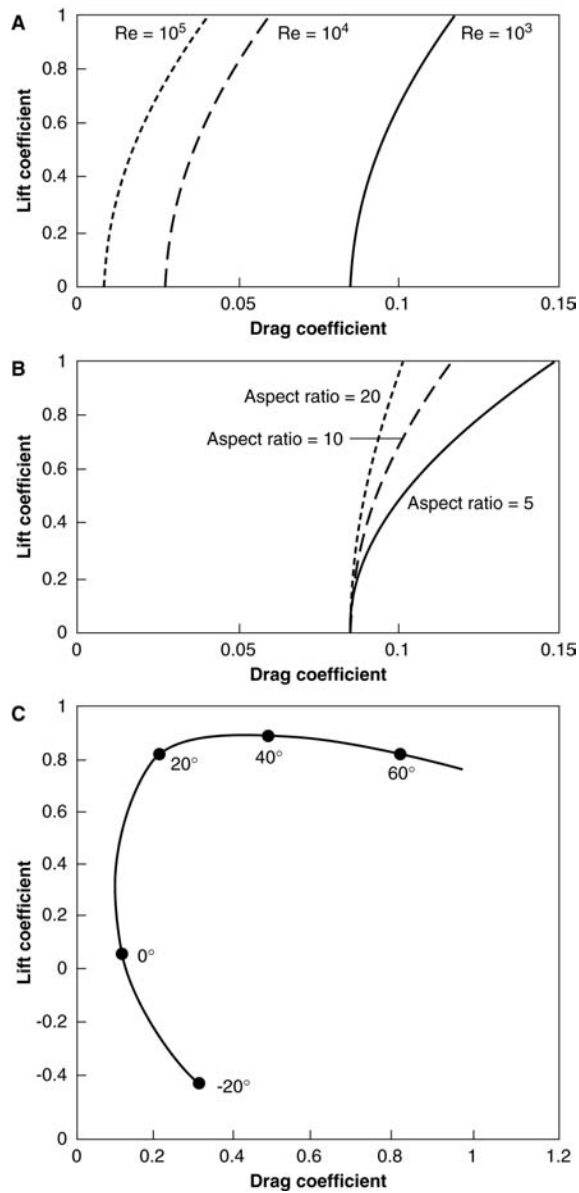 A
1
Re = 10⁵
Re = 10⁴
Re = 10³
0.8
0.6
0.4
0.2
0
Lift coefficient
0
0.05
0.1
0.15
Drag coefficient
B
1
Aspect ratio = 20
0.8
Aspect ratio = 10
0.6
Aspect ratio = 5
0.4
0.2
0
Lift coefficient
0
0.05
0.1
0.15
Drag coefficient
C
1
0.8
20°
40°
60°
0.6
0.4
0.2
0°
0
-0.2
-0.4
-20°
0
Lift coefficient
0
0.2
0.4
0.6
0.8
1
1.2
Drag coefficient